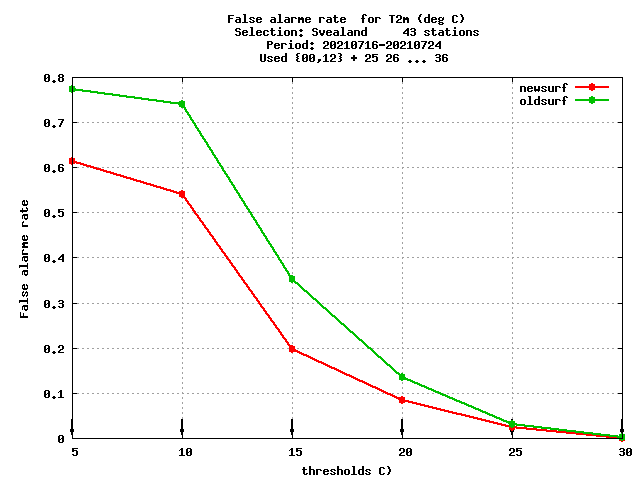 False alarme rate  for T2m (deg C)
Selection: Svealand     43 stations
Period: 20210716-20210724
Used {00,12} + 25 26 ... 36
newsurf
oldsurf
0.8
0.7
0.6
0.5
0.4
0.3
0.2
0.1
0
False alarme rate
5 10 15 20 25 30
thresholds C)